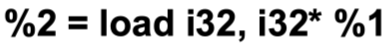 %2 = load i32, i32* %1